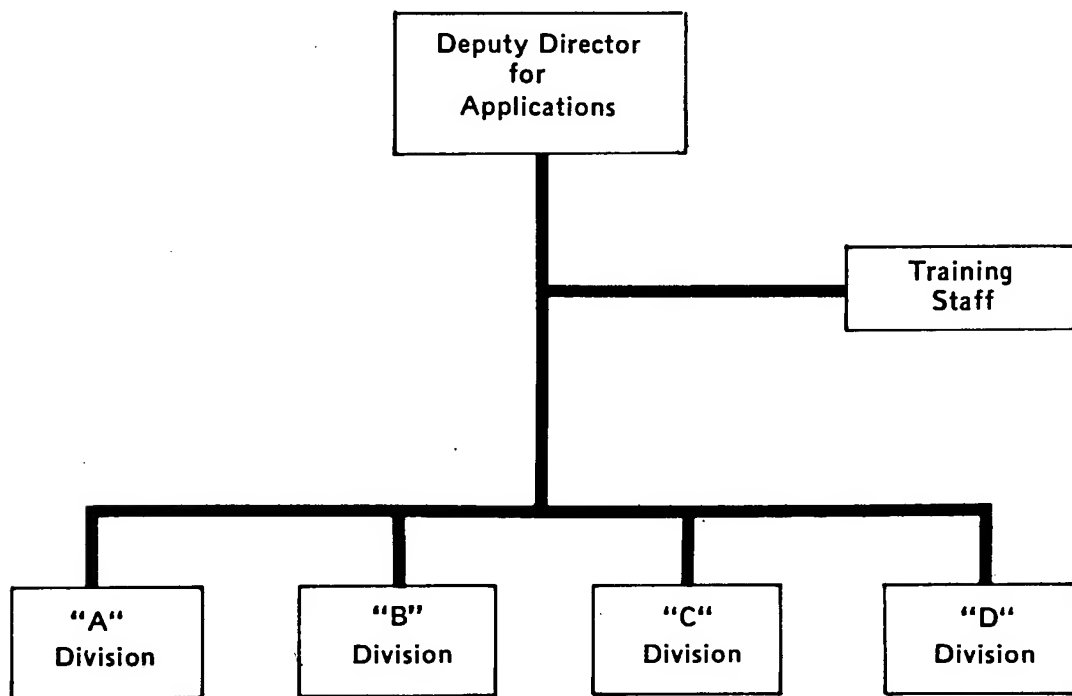 Deputy Director
for
Applications
Training
Staff
“A“
Division
“B”
Division
“C“
Division
“D“
Division